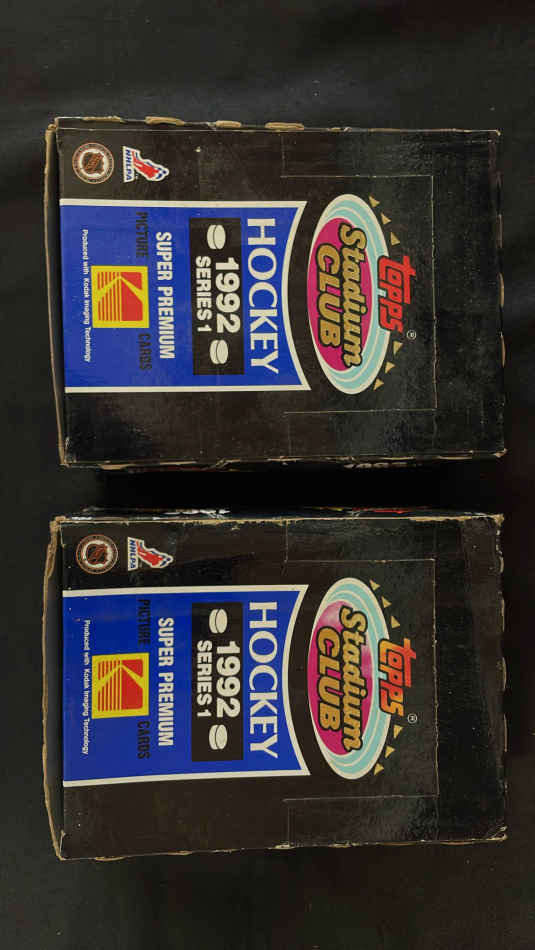 Topps®
Stadium
CLUB
HOCKEY
1992
SERIES 1
SUPER PREMIUM
PICTURE CARDS
Produced with Kodak Imaging Technology
NHLPA
Topps®
Stadium
CLUB
HOCKEY
1992
SERIES 1
SUPER PREMIUM
PICTURE CARDS
Produced with Kodak Imaging Technology
NHLPA